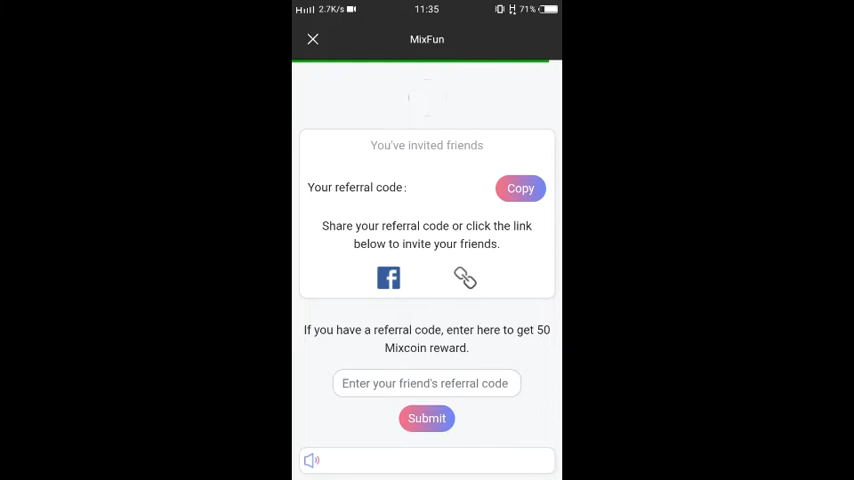 2.7K/s 11:35 71%
MixFun
You've invited friends
Your referral code: Copy
Share your referral code or click the link
below to invite your friends.
If you have a referral code, enter here to get 50
Mixcoin reward.
Enter your friend's referral code
Submit